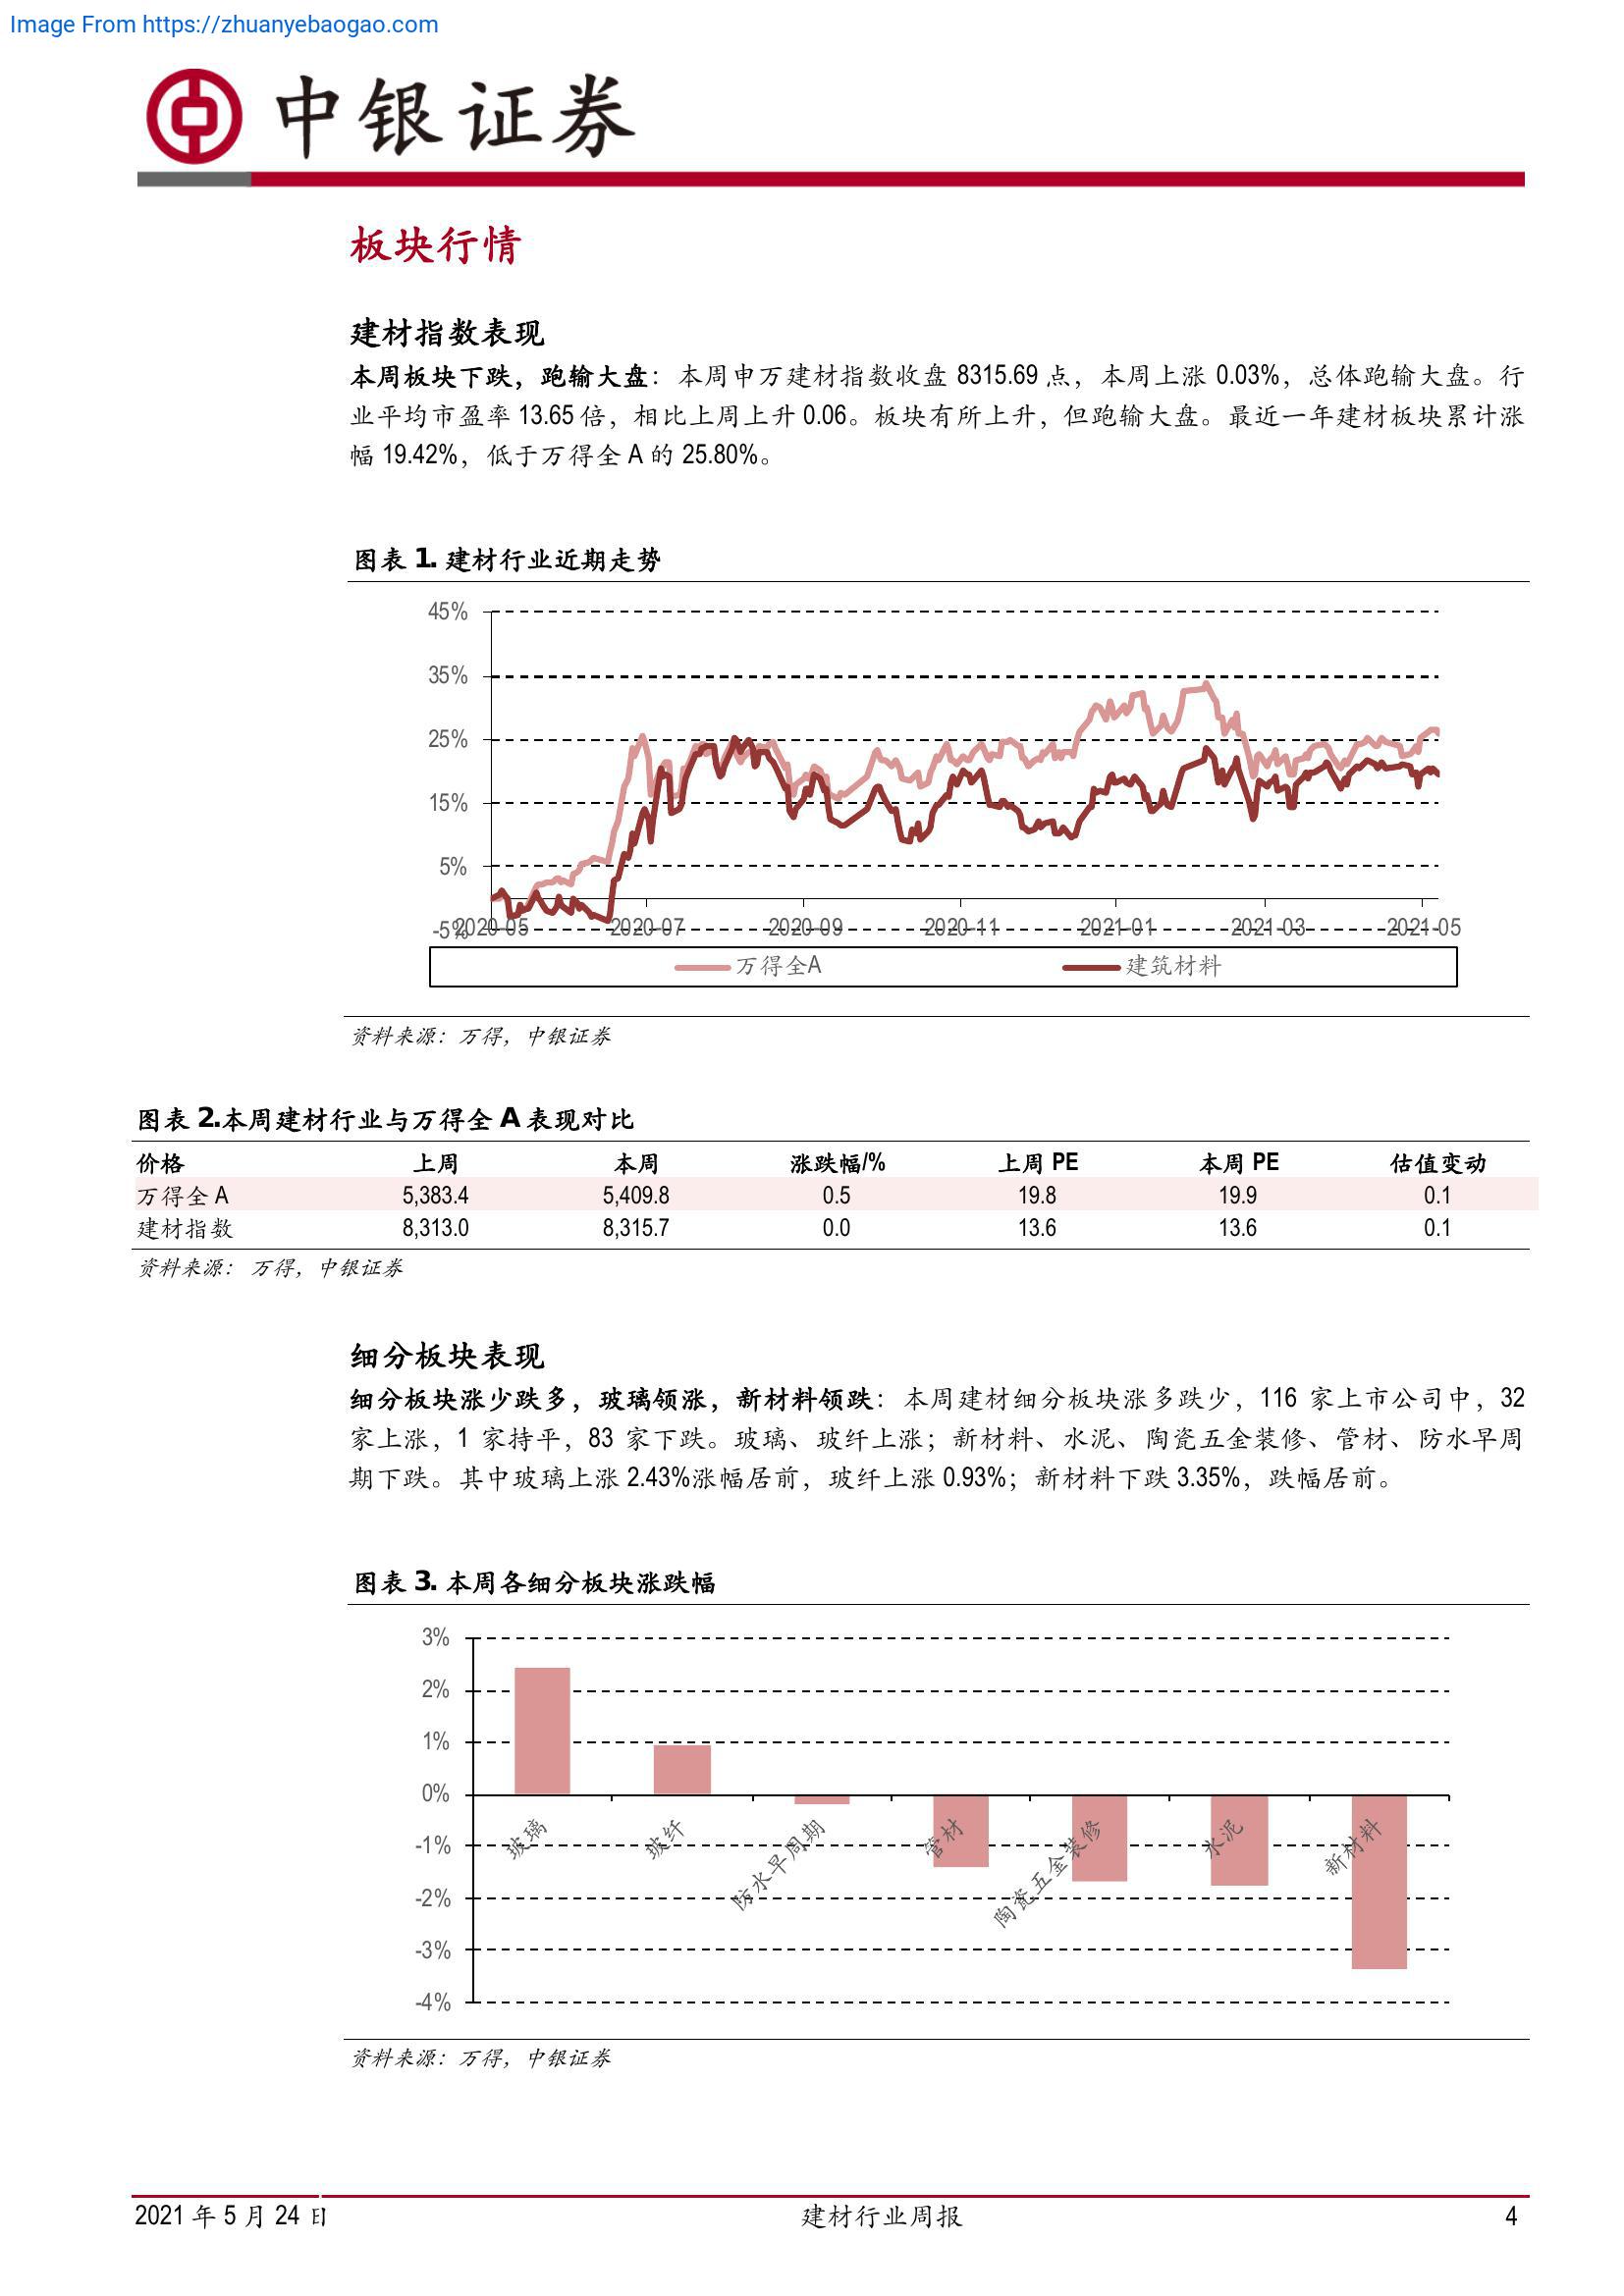 Image From https://zhuanyebaogao.com
中银证券
板块行情
建材指数表现
本周板块下跌，跑输大盘：本周申万建材指数收盘 8315.69 点，本周上涨 0.03%，总体跑输大盘。行
业平均市盈率 13.65 倍，相比上周上升 0.06。板块有所上升，但跑输大盘。最近一年建材板块累计涨
幅 19.42%，低于万得全 A 的 25.80%。
图表 1. 建材行业近期走势
45%
35%
25%
15%
5%
-5%
2020-05 2020-07 2020-09 2020-11 2021-01 2021-03 2021-05
万得全A 建筑材料
资料来源：万得，中银证券
图表 2.本周建材行业与万得全 A 表现对比
价格 上周 本周 涨跌幅/% 上周 PE 本周 PE 估值变动
万得全 A 5,383.4 5,409.8 0.5 19.8 19.9 0.1
建材指数 8,313.0 8,315.7 0.0 13.6 13.6 0.1
资料来源： 万得，中银证券
细分板块表现
细分板块涨少跌多，玻璃领涨，新材料领跌：本周建材细分板块涨多跌少，116 家上市公司中，32
家上涨，1 家持平，83 家下跌。玻璃、玻纤上涨；新材料、水泥、陶瓷五金装修、管材、防水早周
期下跌。其中玻璃上涨 2.43%涨幅居前，玻纤上涨 0.93%；新材料下跌 3.35%，跌幅居前。
图表 3. 本周各细分板块涨跌幅
3%
2%
1%
0%
-1%
-2%
-3%
-4%
玻璃 玻纤 防水早周期 管材 陶瓷五金装修 水泥 新材料
资料来源：万得，中银证券
2021 年 5 月 24 日 建材行业周报 4